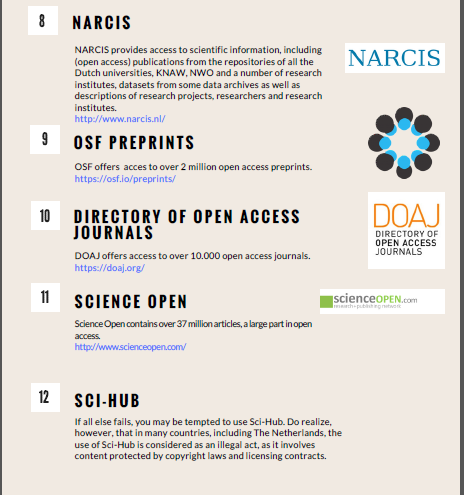 8
NARCIS
NARCIS provides access to scientific information, including
(open access) publications from the repositories of all the
Dutch universities, KNAW, NWO and a number of research
institutes, datasets from some data archives as well as
descriptions of research projects, researchers and research
institutes.
http://www.narcis.nl/
NARCIS
9
OSF PREPRINTS
OSF offers acces to over 2 million open access preprints.
https://osf.io/preprints/
10
DIRECTORY OF OPEN ACCESS
JOURNALS
DOAJ offers access to over 10.000 open access journals.
https://doaj.org/
DOAJ
DIRECTORY OF
OPEN ACCESS
JOURNALS
11
SCIENCE OPEN
Science Open contains over 37 million articles, a large part in open
access.
http://www.scienceopen.com/
scienceOPEN.com
research+publishing network
12
SCI-HUB
If all else fails, you may be tempted to use Sci-Hub. Do realize,
however, that in many countries, including The Netherlands, the
use of Sci-Hub is considered as an illegal act, as it involves
content protected by copyright laws and licensing contracts.